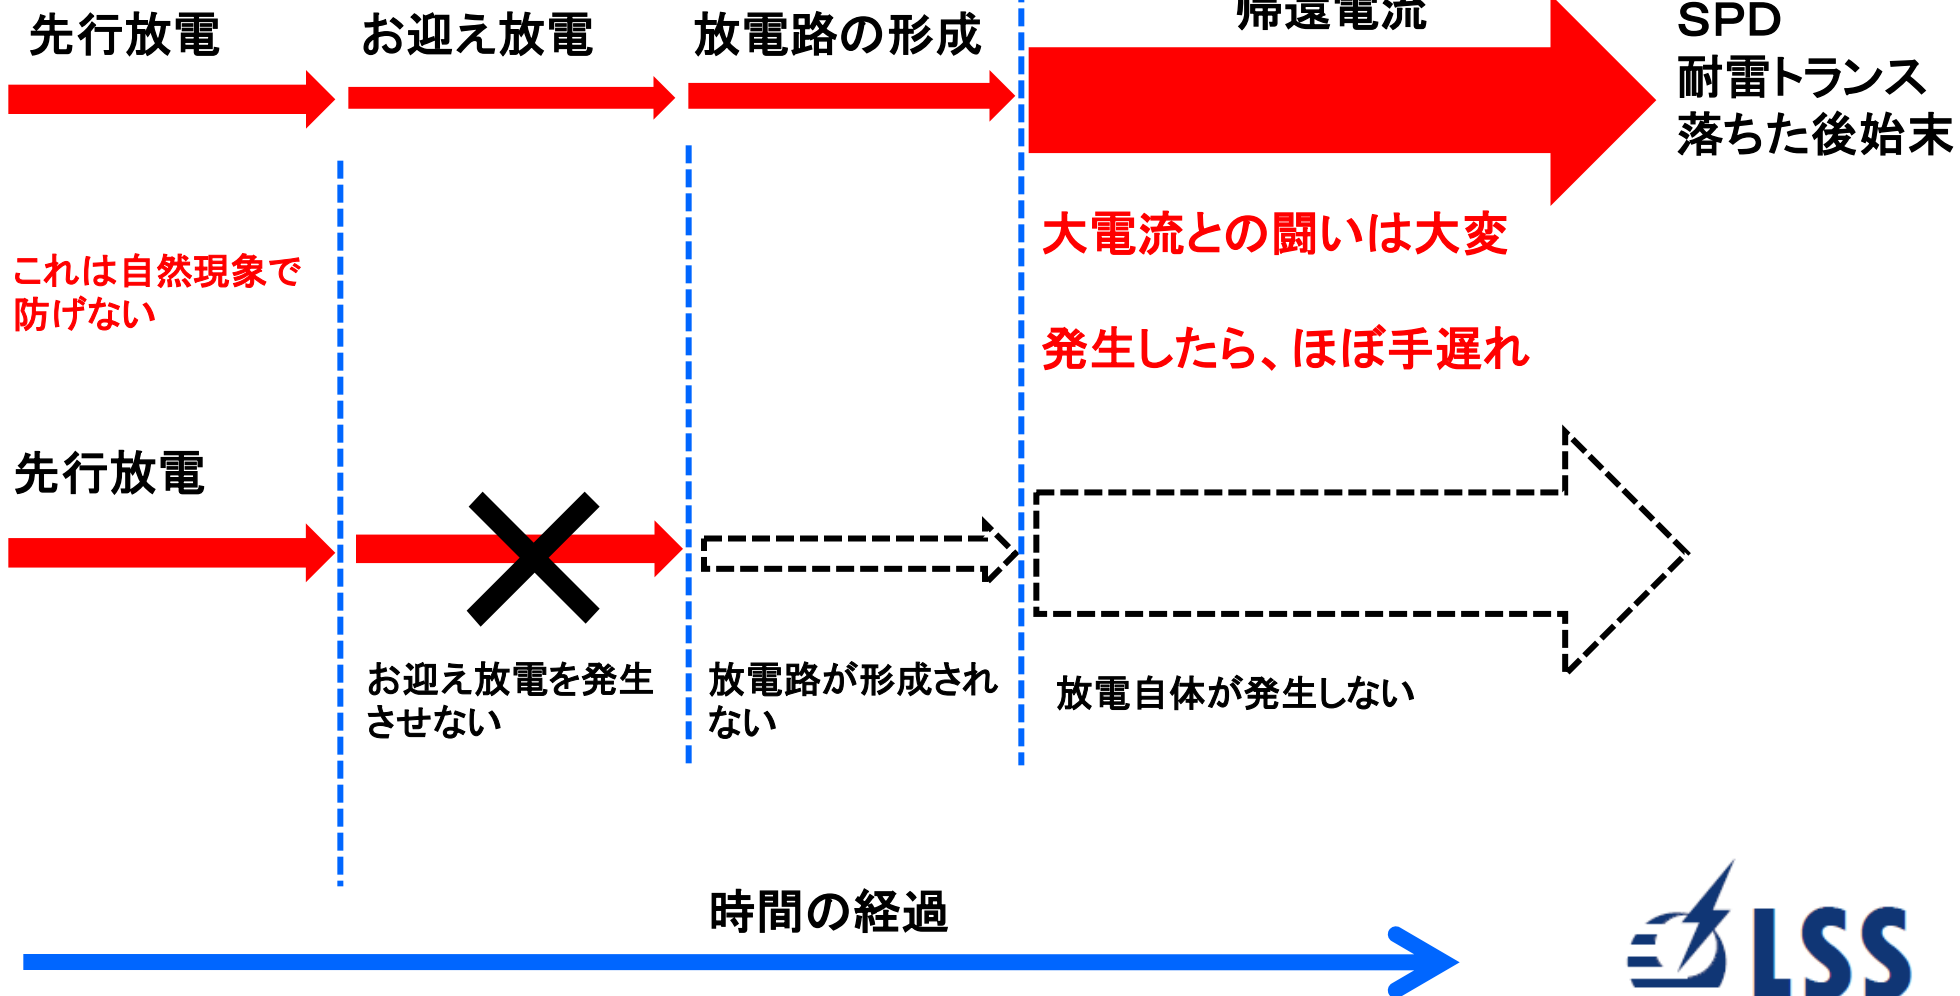 先行放電
お迎え放電
放電路の形成
帰還電流
SPD
耐雷トランス
落ちた後始末
これは自然現象で
防げない
大電流との闘いは大変
発生したら、ほぼ手遅れ
先行放電
お迎え放電を発生
させない
放電路が形成され
ない
放電自体が発生しない
時間の経過
LSS